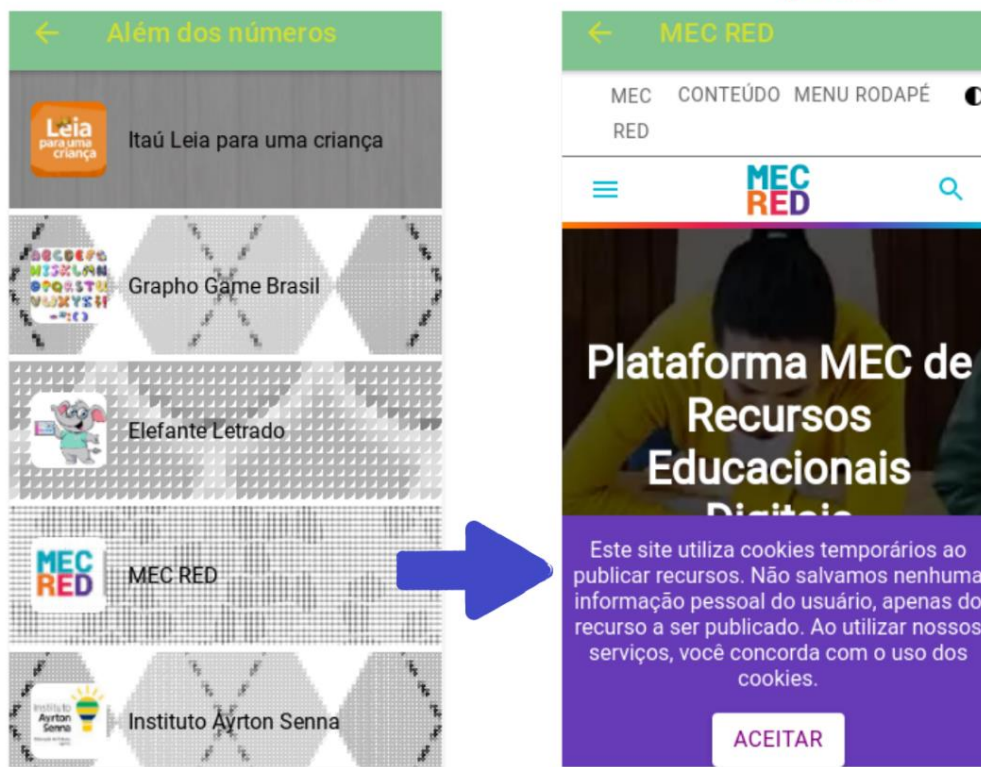 Além dos números
Leia
para uma
criança
Itaú Leia para uma criança
Grapho Game Brasil
Elefante Letrado
MEC
RED
MEC RED
Instituto
Ayrton
Senna
Instituto Ayrton Senna
MEC RED
MEC
RED
CONTEÚDO
MENU RODAPÉ
MEC
RED
Plataforma MEC de
Recursos
Educacionais
Digitais
Este site utiliza cookies temporários ao
publicar recursos. Não salvamos nenhuma
informação pessoal do usuário, apenas do
recurso a ser publicado. Ao utilizar nossos
serviços, você concorda com o uso dos
cookies.
ACEITAR